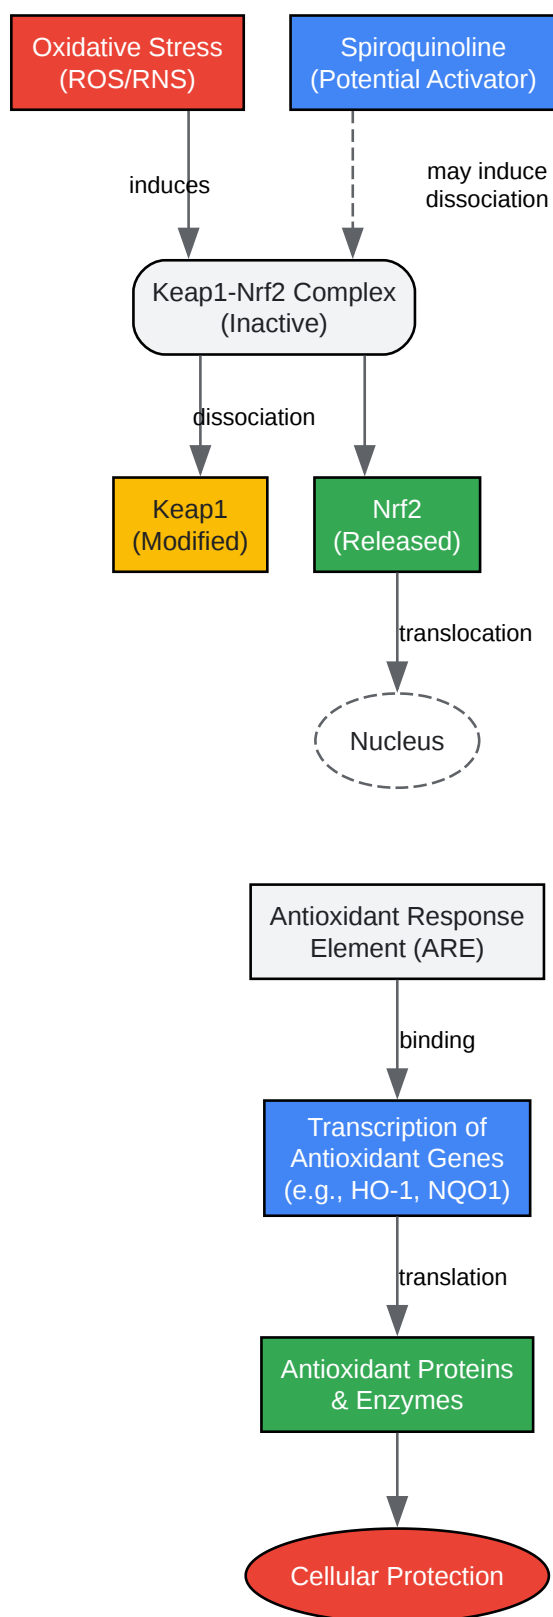 Oxidative Stress
(ROS/RNS)
Spiroquinoline
(Potential Activator)
induces
may induce
dissociation
Keap1-Nrf2 Complex
(Inactive)
dissociation
Keap1
(Modified)
Nrf2
(Released)
translocation
Nucleus
Antioxidant Response
Element (ARE)
binding
Transcription of
Antioxidant Genes
(e.g., HO-1, NQO1)
translation
Antioxidant Proteins
& Enzymes
Cellular Protection